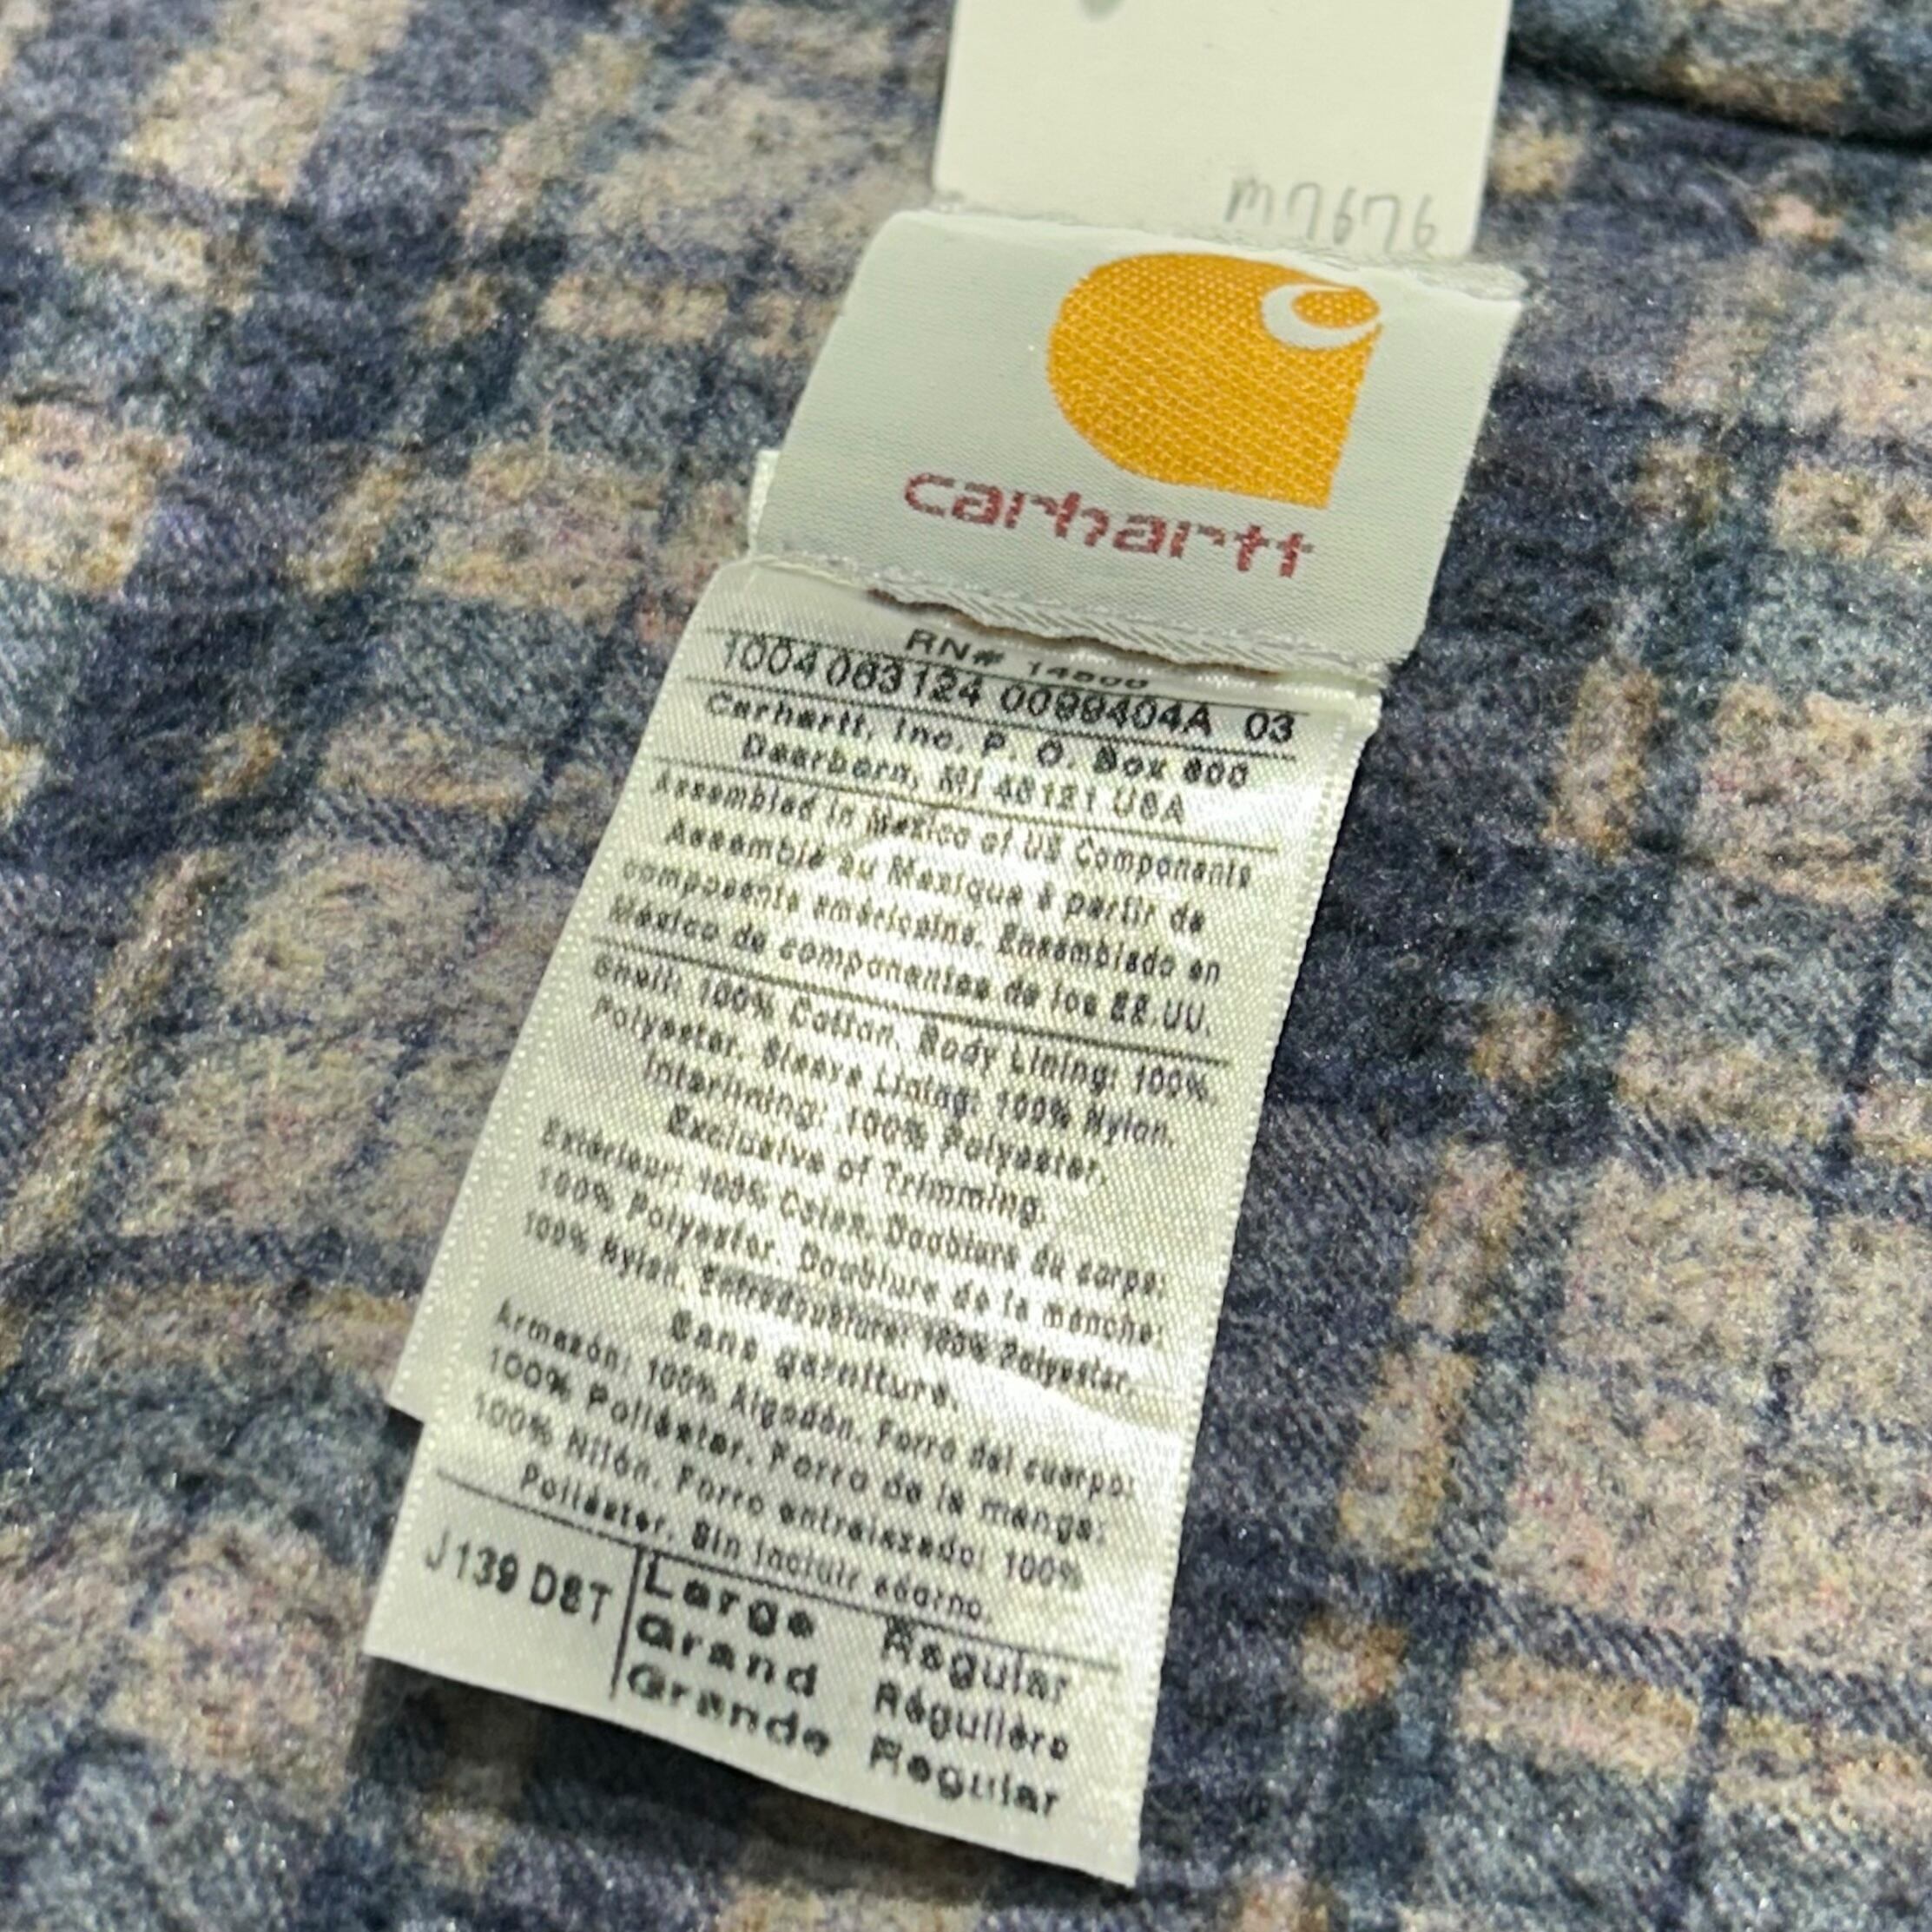 carhartt
RN# 14806
1004 083124 0099404A 03
Carhartt, Inc. P. O. Box 600
Dearborn, MI 48121 USA
Assembled in Mexico of US Components
Assemblé au Mexique à partir de
composants américains. Ensamblado en
Mexico de componentes de los EE.UU.
Shell: 100% Cotton. Body Lining: 100%
Polyester. Sleeve Lining: 100% Nylon.
Interlining: 100% Polyester.
Exclusive of Trimming.
Extérieur: 100% Coton. Doublure du corps:
100% Polyester. Doublure de la manche:
100% Nylon. Entredoublure: 100% Polyester.
Sans garniture.
Armazón: 100% Algodón. Forro del cuerpo:
100% Poliéster. Forro de la manga:
100% Nilón. Forro entrelazado: 100%
Poliéster. Sin incluir adorno.
J139 DST
Large Regular
Grand Régulière
Grande Regular